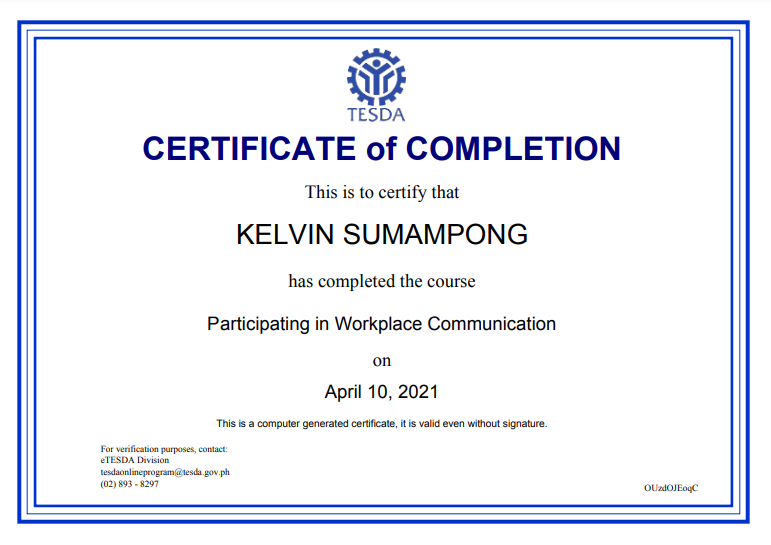 TESDA
CERTIFICATE of COMPLETION
This is to certify that
KELVIN SUMAMPONG
has completed the course
Participating in Workplace Communication
on
April 10, 2021
This is a computer generated certificate, it is valid even without signature.
For verification purposes, contact:
eTESDA Division
tesdaonlineprogram@tesda.gov.ph
(02) 893 - 8297
OUzdOJEoqC